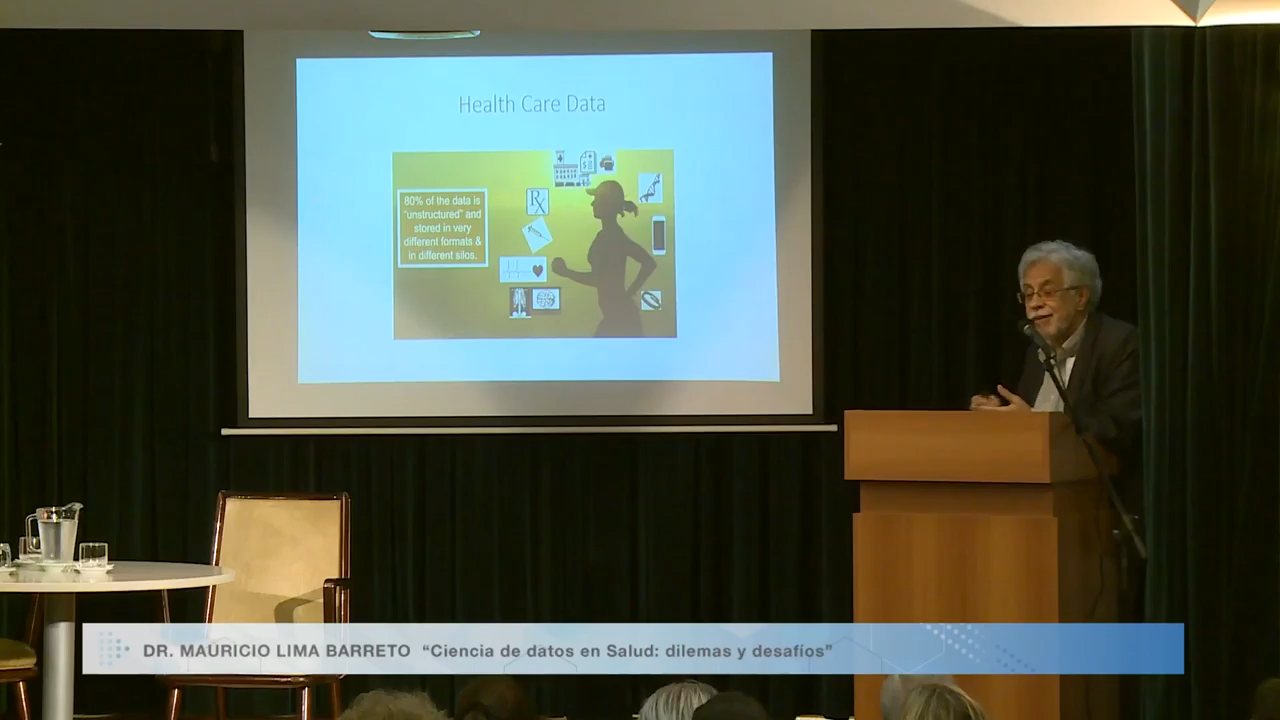 Health Care Data
80% of the data is
"unstructured" and
stored in very
different formats &
in different silos.
RX
DR. MAURICIO LIMA BARRETO “Ciencia de datos en Salud: dilemas y desafíos”